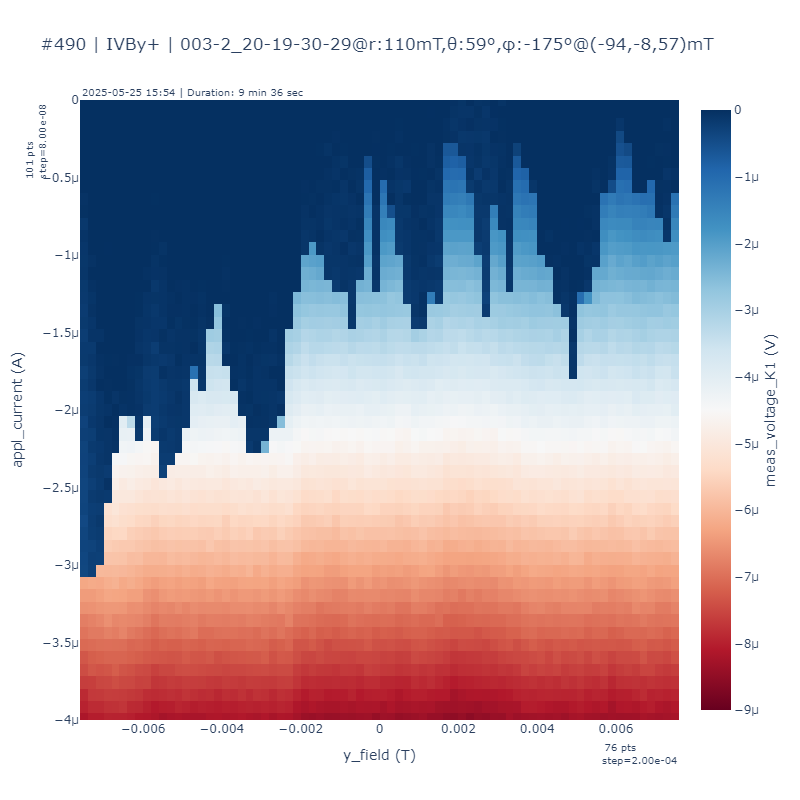 #490 | IVBy+ | 003-2_20-19-30-29@r:110mT,θ:59°,φ:-175°@(-94,-8,57)mT
2025-05-25 15:54 | Duration: 9 min 36 sec
101 pts
step=8.00e-08
0
−0.5μ
−1μ
−1.5μ
−2μ
−2.5μ
−3μ
−3.5μ
−4μ
appl_current (A)
−0.006
−0.004
−0.002
0
0.002
0.004
0.006
y_field (T)
76 pts
step=2.00e-04
0
−1μ
−2μ
−3μ
−4μ
−5μ
−6μ
−7μ
−8μ
−9μ
meas_voltage_K1 (V)